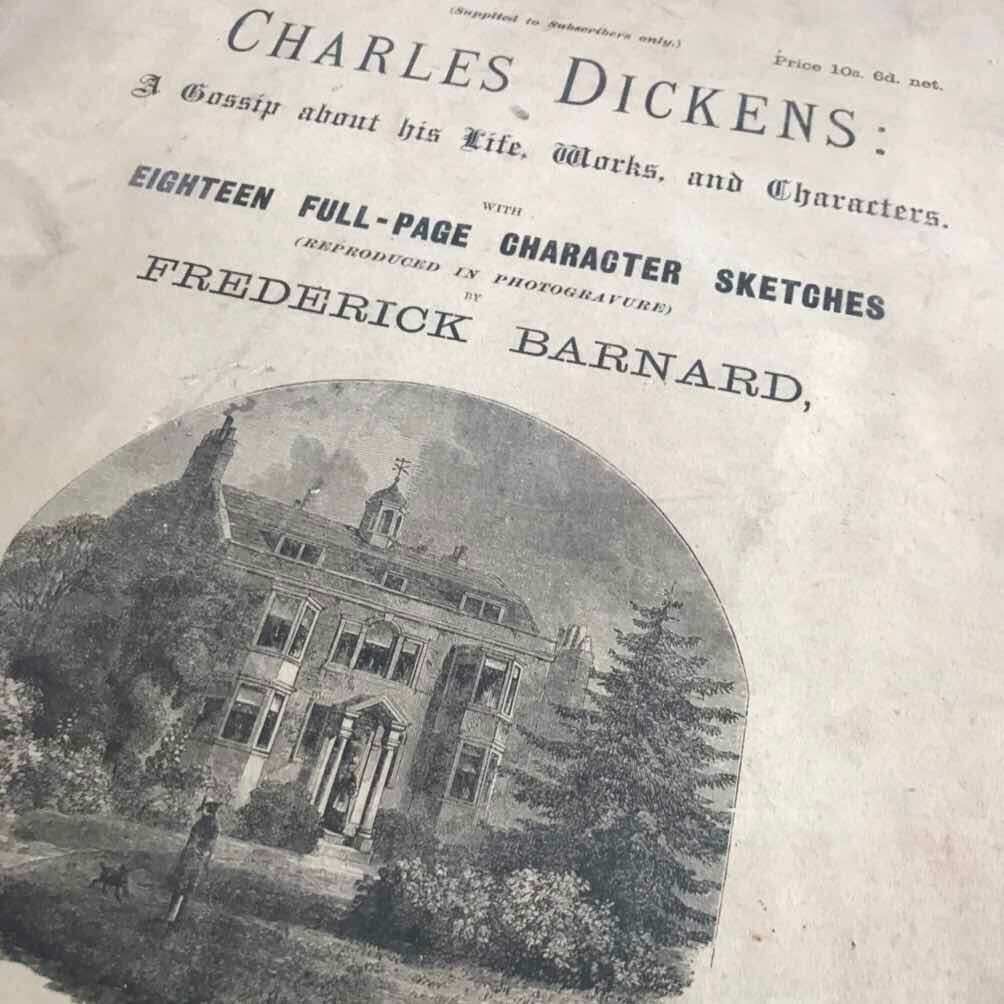 (Supplied to Subscribers only.)
Price 10s. 6d. net.
CHARLES DICKENS:
A Gossip about his Life, Works, and Characters.
WITH
EIGHTEEN FULL-PAGE CHARACTER SKETCHES
(REPRODUCED IN PHOTOGRAVURE)
BY
FREDERICK BARNARD,